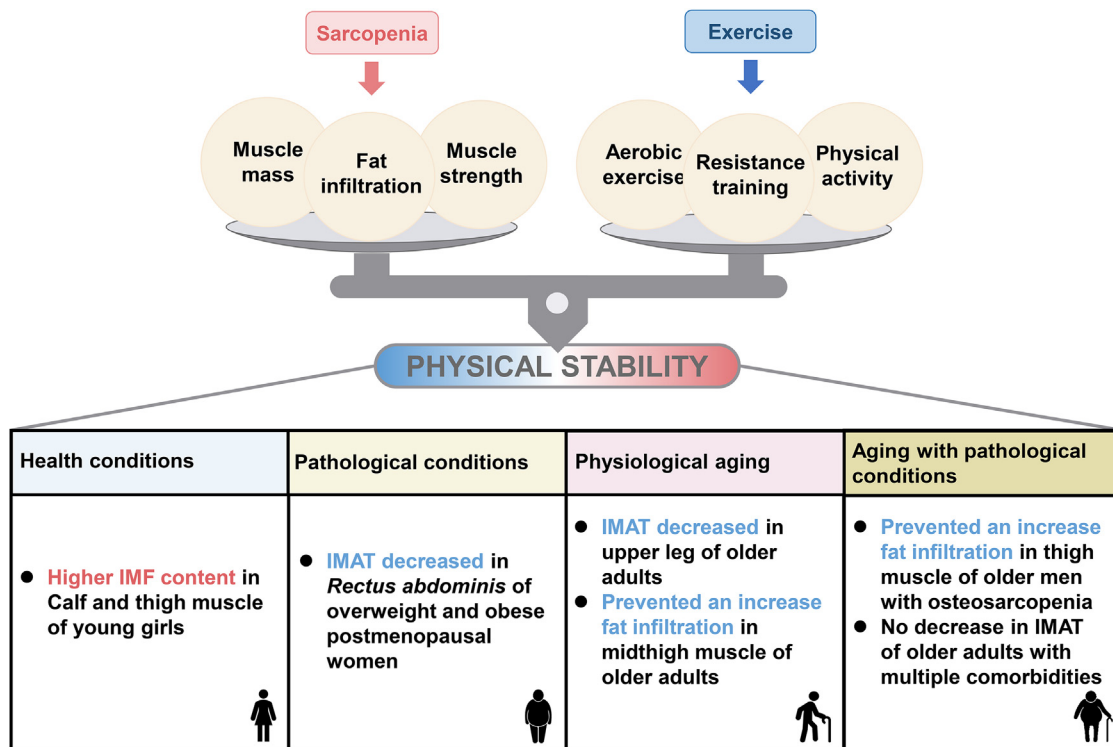 Sarcopenia
Exercise
Muscle
mass
Fat
infiltration
Muscle
strength
Aerobic
exercise
Resistance
training
Physical
activity
PHYSICAL STABILITY
Health conditions
Pathological conditions
Physiological aging
Aging with pathological
conditions
● Higher IMF content in
Calf and thigh muscle
of young girls
● IMAT decreased in
Rectus abdominis of
overweight and obese
postmenopausal
women
● IMAT decreased in
upper leg of older
adults
● Prevented an increase
fat infiltration in
midthigh muscle of
older adults
● Prevented an increase
fat infiltration in thigh
muscle of older men
with osteosarcopenia
● No decrease in IMAT
of older adults with
multiple comorbidities